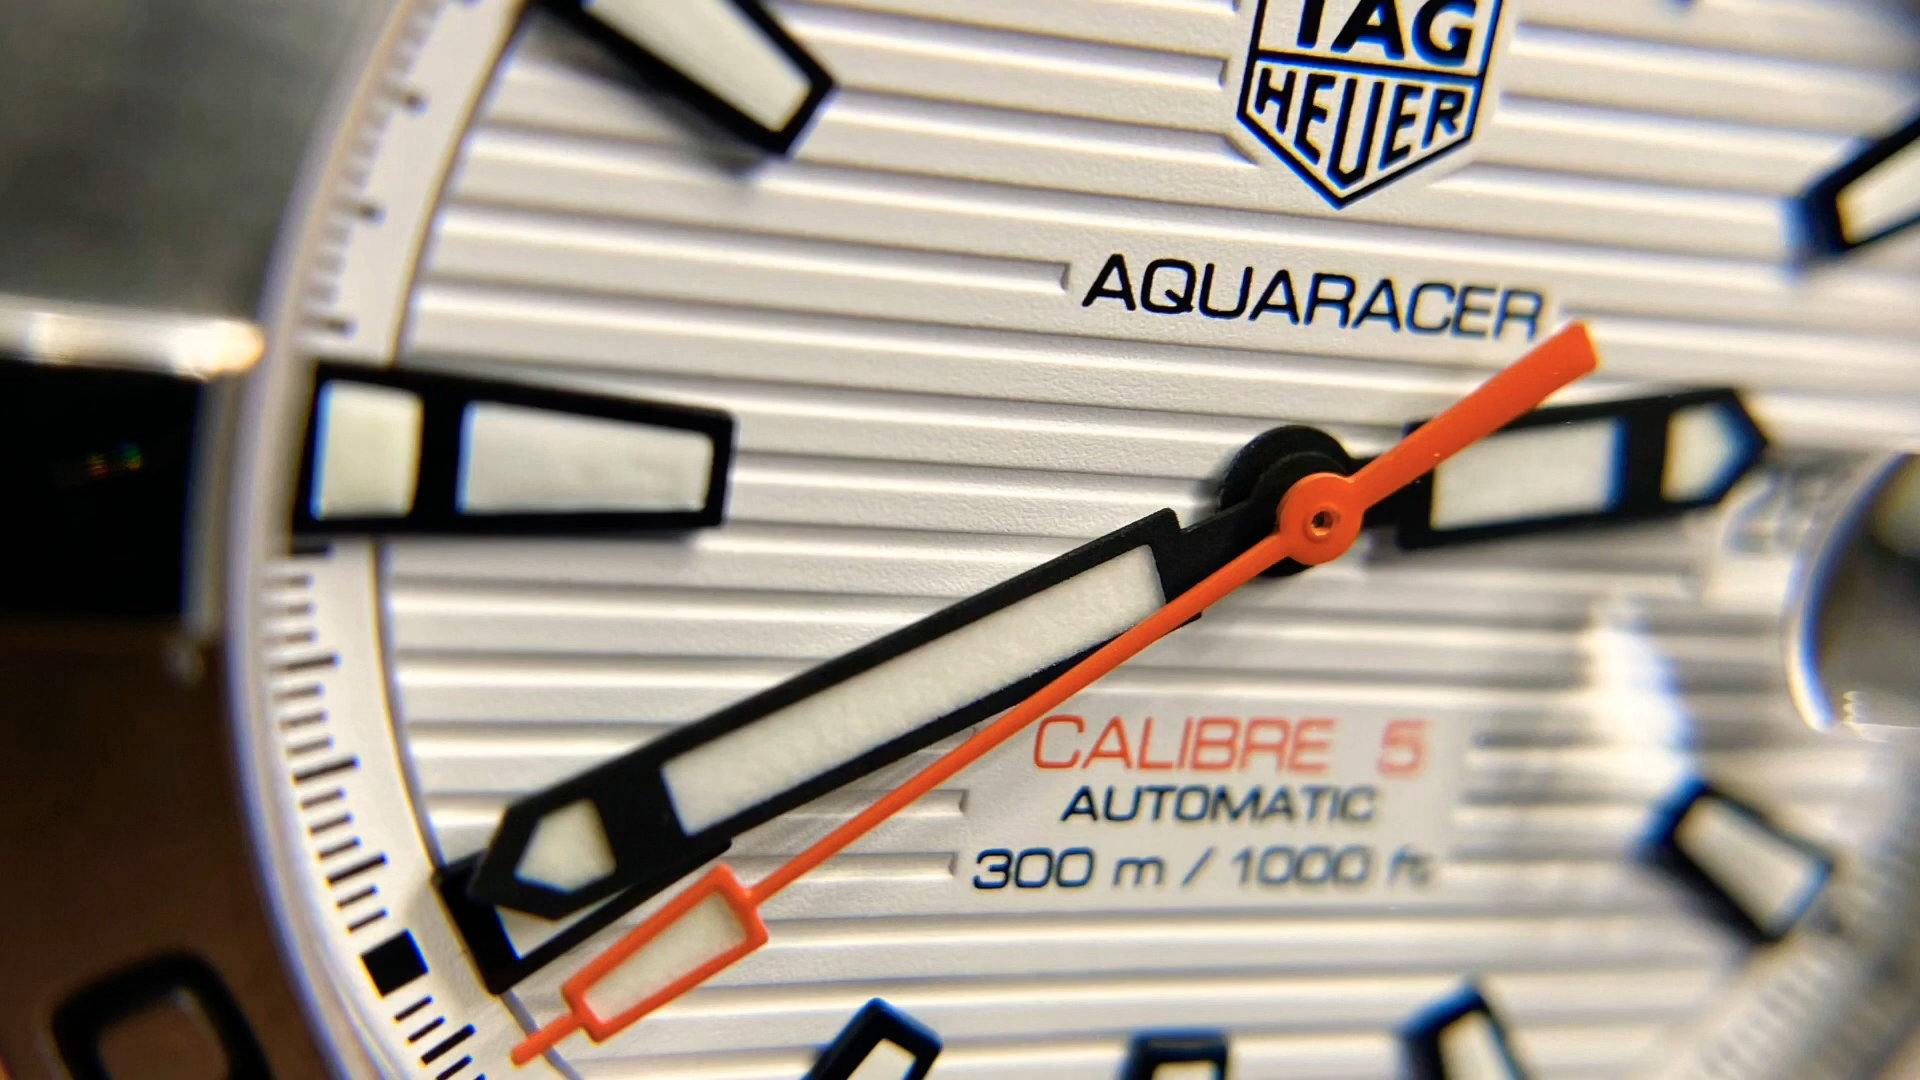 TAG
HEUER
AQUARACER
CALIBRE 5
AUTOMATIC
300 m / 1000 ft